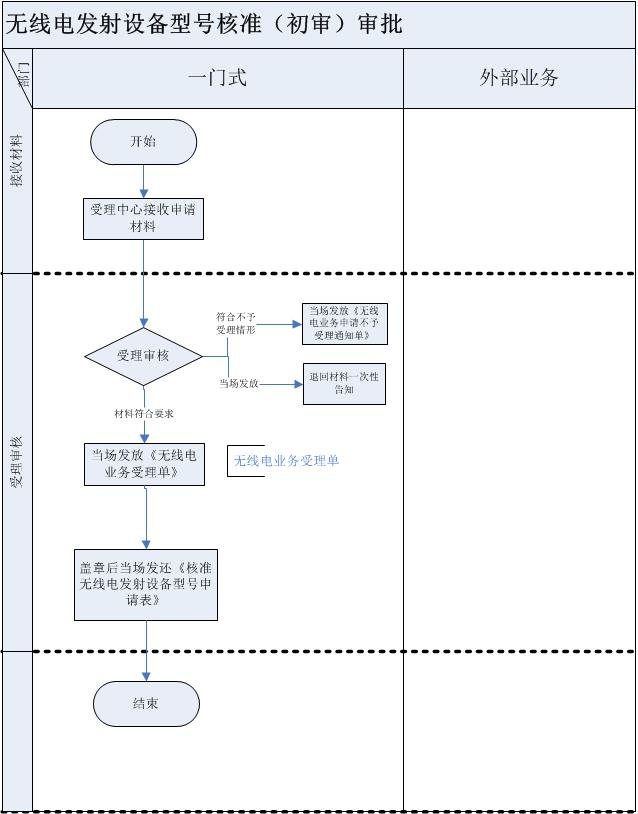 无线电发射设备型号核准（初审）审批
部门
一门式
外部业务
接收材料
开始
受理中心接收申请
材料
受理审核
受理审核
符合不予
受理情形
当场发放《无线
电业务申请不予
受理通知单》
当场发放
退回材料一次性
告知
材料符合要求
当场发放《无线电
业务受理单》
无线电业务受理单
盖章后当场发还《核准
无线电发射设备型号申
请表》
结束